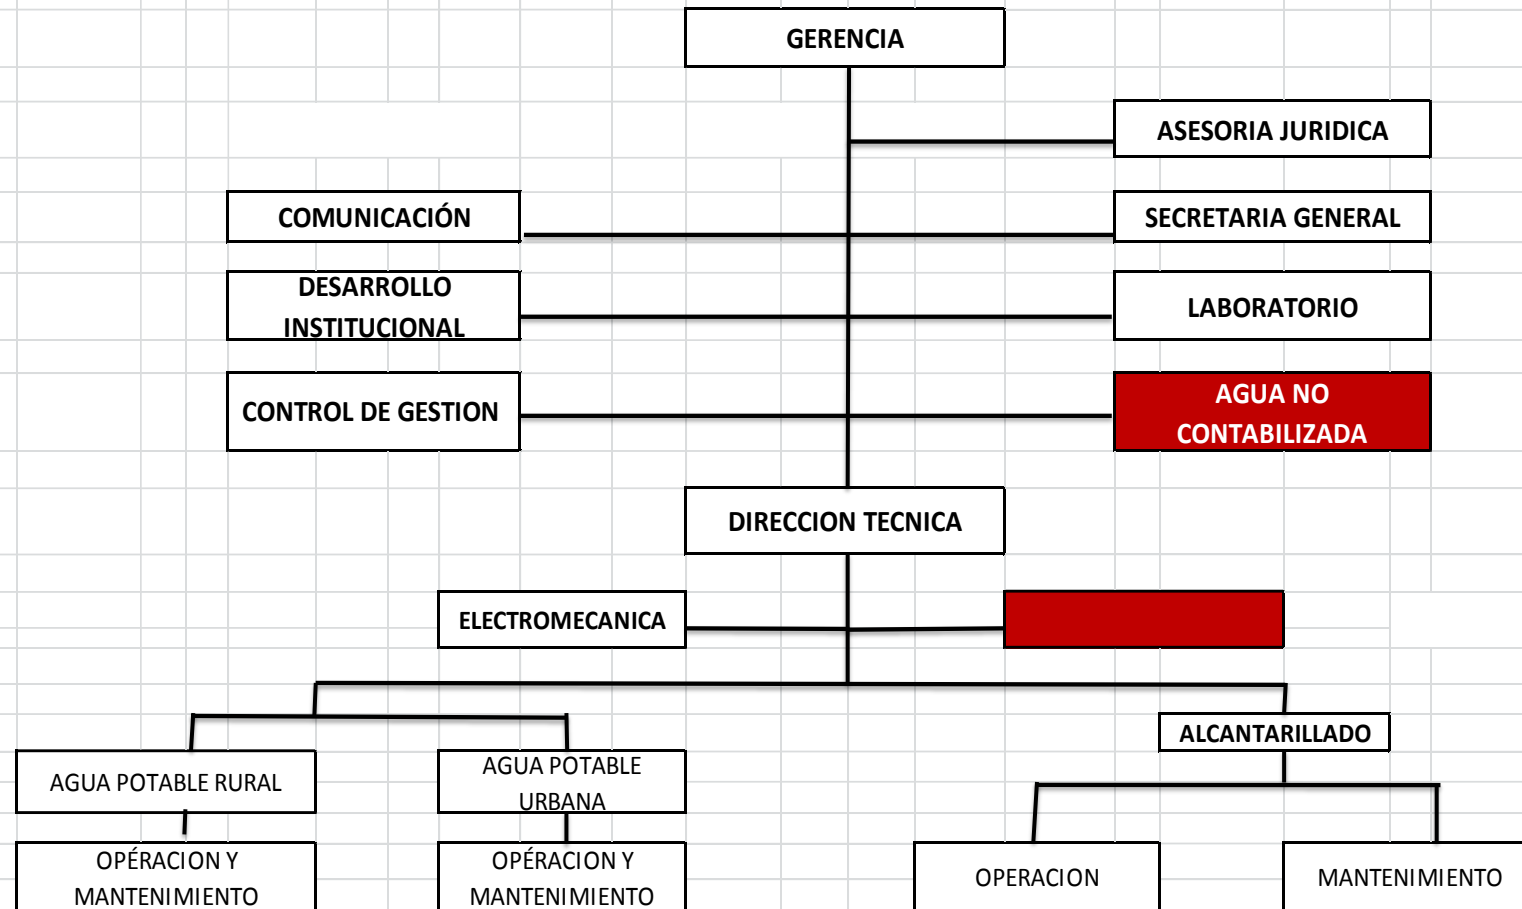 GERENCIA
ASESORIA JURIDICA
COMUNICACIÓN
SECRETARIA GENERAL
DESARROLLO
INSTITUCIONAL
LABORATORIO
CONTROL DE GESTION
AGUA NO
CONTABILIZADA
DIRECCION TECNICA
ELECTROMECANICA
ALCANTARILLADO
AGUA POTABLE RURAL
AGUA POTABLE
URBANA
OPÉRACION Y
MANTENIMIENTO
OPÉRACION Y
MANTENIMIENTO
OPERACION
MANTENIMIENTO